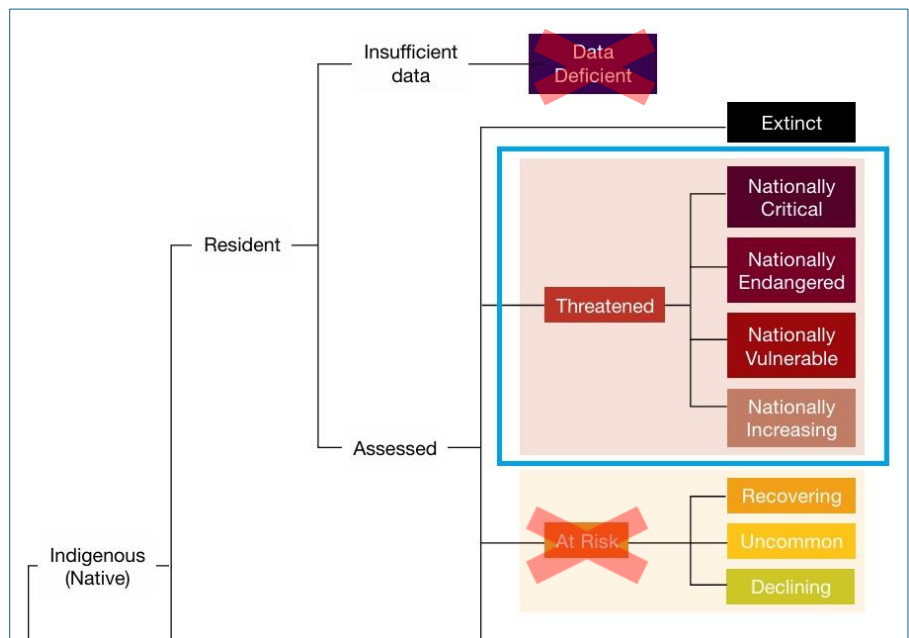 Insufficient
data
Data
Deficient
Extinct
Nationally
Critical
Resident
Nationally
Endangered
Threatened
Nationally
Vulnerable
Nationally
Increasing
Assessed
Recovering
Indigenous
(Native)
At Risk
Uncommon
Declining